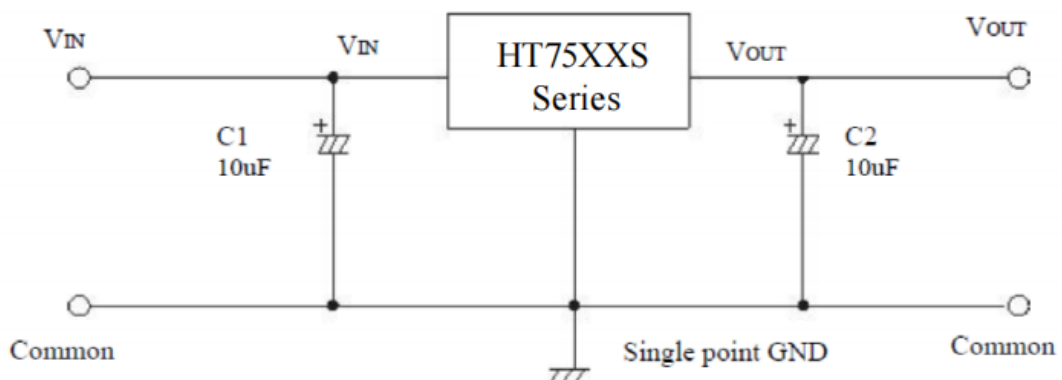 VIN
VIN
HT75XXS
Series
VOUT
VOUT
+
C1
10uF
+
C2
10uF
Common
Single point GND
Common